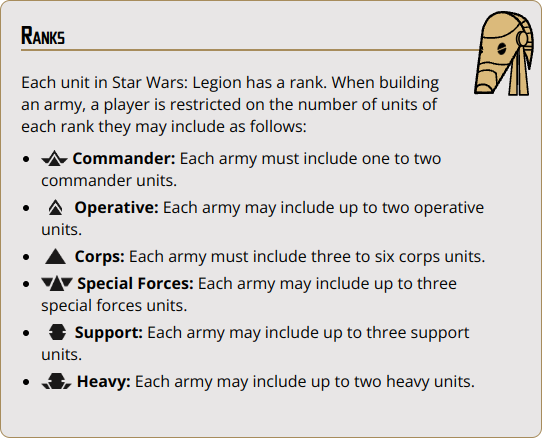 Ranks
Each unit in Star Wars: Legion has a rank. When building
an army, a player is restricted on the number of units of
each rank they may include as follows:
• Commander: Each army must include one to two
commander units.
• Operative: Each army may include up to two operative
units.
• Corps: Each army must include three to six corps units.
• Special Forces: Each army may include up to three
special forces units.
• Support: Each army may include up to three support
units.
• Heavy: Each army may include up to two heavy units.